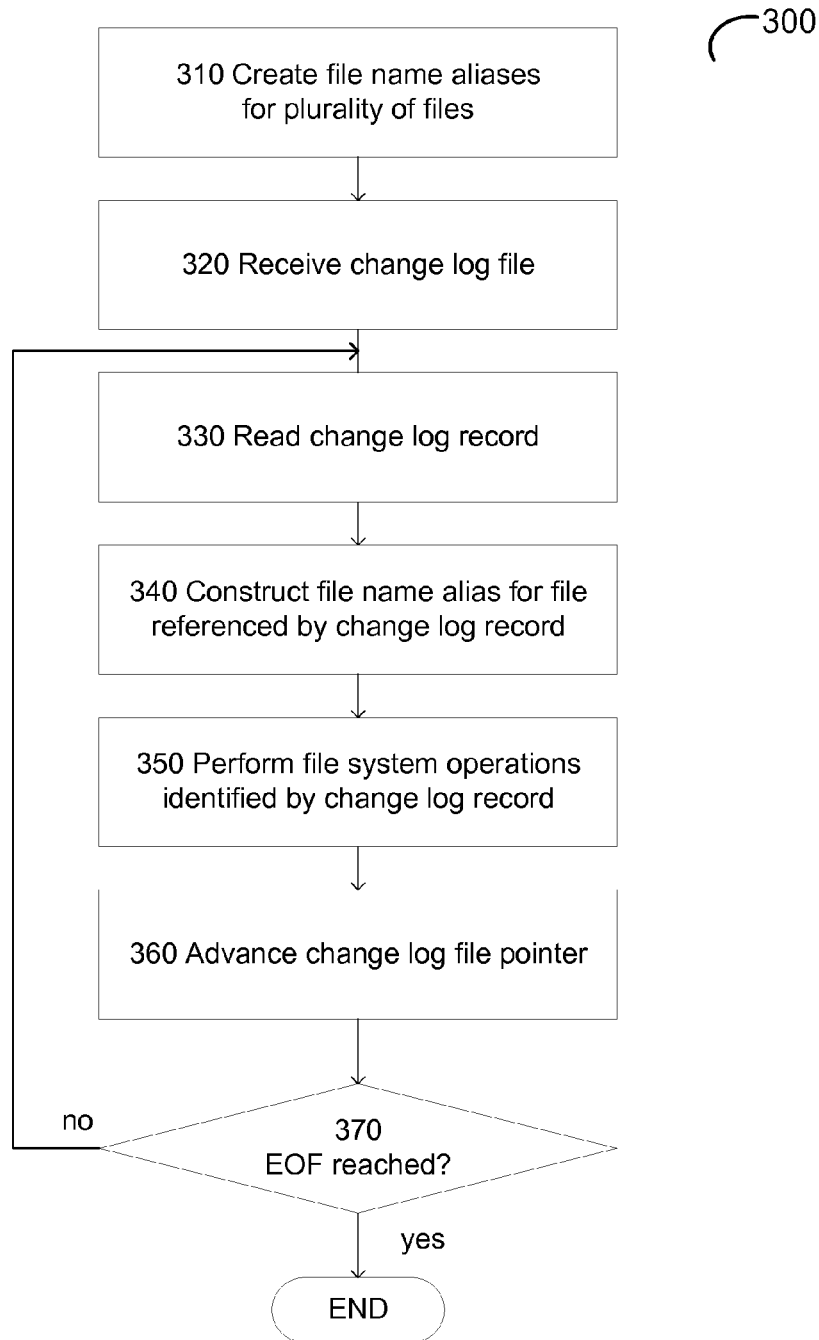 300
310 Create file name aliases
for plurality of files
320 Receive change log file
330 Read change log record
340 Construct file name alias for file
referenced by change log record
350 Perform file system operations
identified by change log record
360 Advance change log file pointer
370
EOF reached?
no
yes
END